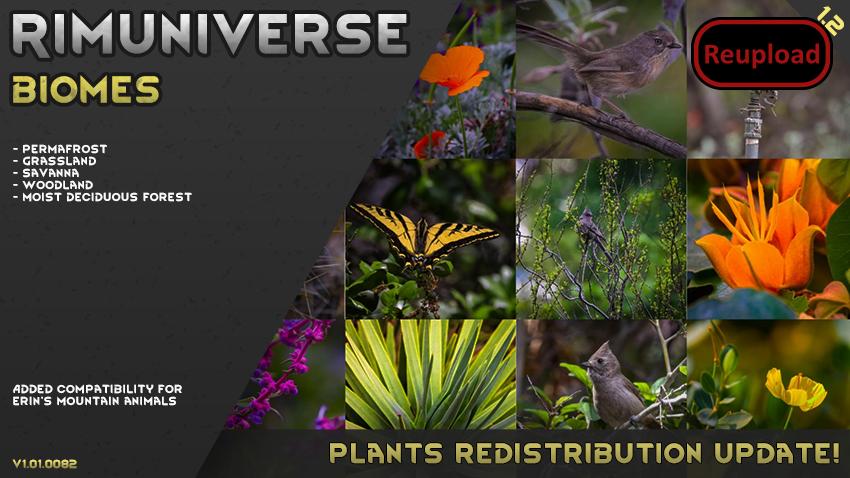 RIMUNIVERSE
1.2
Reupload
BIOMES
- PERMAFROST
- GRASSLAND
- SAVANNA
- WOODLAND
- MOIST DECIDUOUS FOREST
ADDED COMPATIBILITY FOR
ERIN'S MOUNTAIN ANIMALS
PLANTS REDISTRIBUTION UPDATE!
V1.01.0082